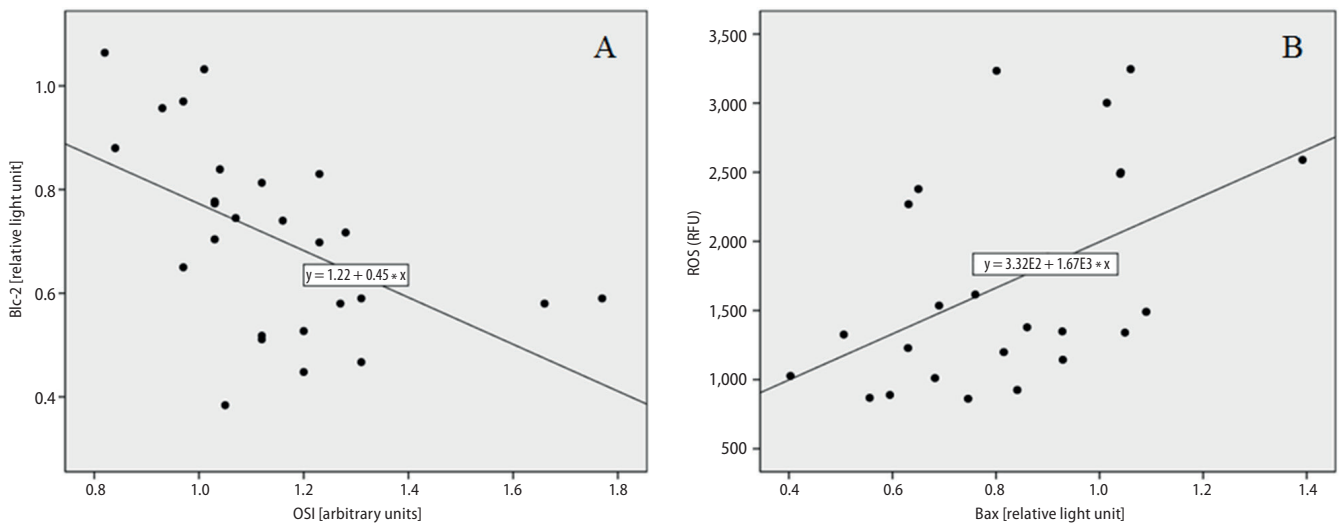 A
1.0
0.8
0.6
0.4
Blc-2 [relative light unit]
y = 1.22 + 0.45 * x
0.8 1.0 1.2 1.4 1.6 1.8
OSI [arbitrary units]
B
3,500
3,000
2,500
2,000
1,500
1,000
500
ROS (RFU)
y = 3.32E2 + 1.67E3 * x
0.4 0.6 0.8 1.0 1.2 1.4
Bax [relative light unit]